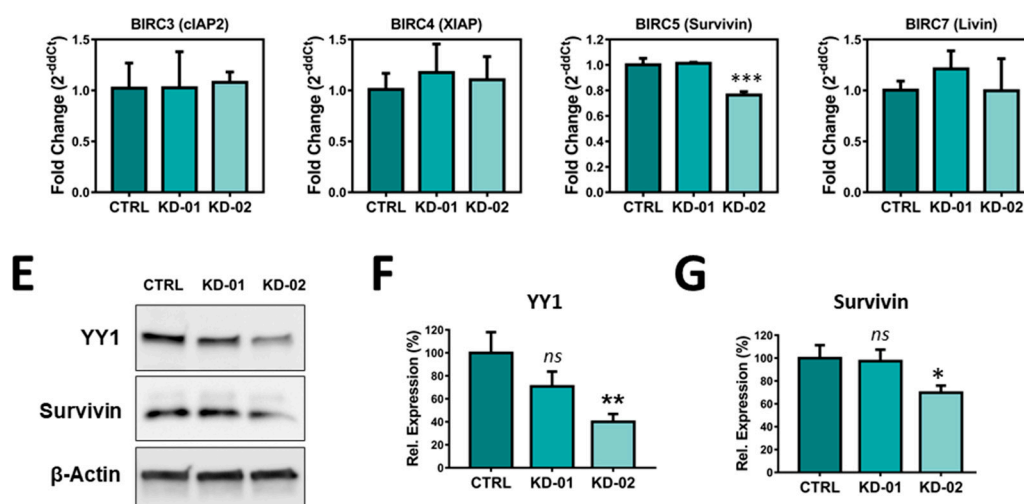 BIRC3 (cIAP2)
Fold Change (2^-ddCt)
1.5
1.0
0.5
0.0
CTRL KD-01 KD-02
BIRC4 (XIAP)
Fold Change (2^-ddCt)
1.5
1.0
0.5
0.0
CTRL KD-01 KD-02
BIRC5 (Survivin)
Fold Change (2^-ddCt)
1.2
1.0
0.8
0.6
0.4
0.2
0.0
***
CTRL KD-01 KD-02
BIRC7 (Livin)
Fold Change (2^-ddCt)
1.5
1.0
0.5
0.0
CTRL KD-01 KD-02
E
CTRL KD-01 KD-02
YY1
Survivin
β-Actin
F
YY1
Rel. Expression (%)
120
100
80
60
40
20
0
ns
**
CTRL KD-01 KD-02
G
Survivin
Rel. Expression (%)
120
100
80
60
40
20
0
ns
*
CTRL KD-01 KD-02